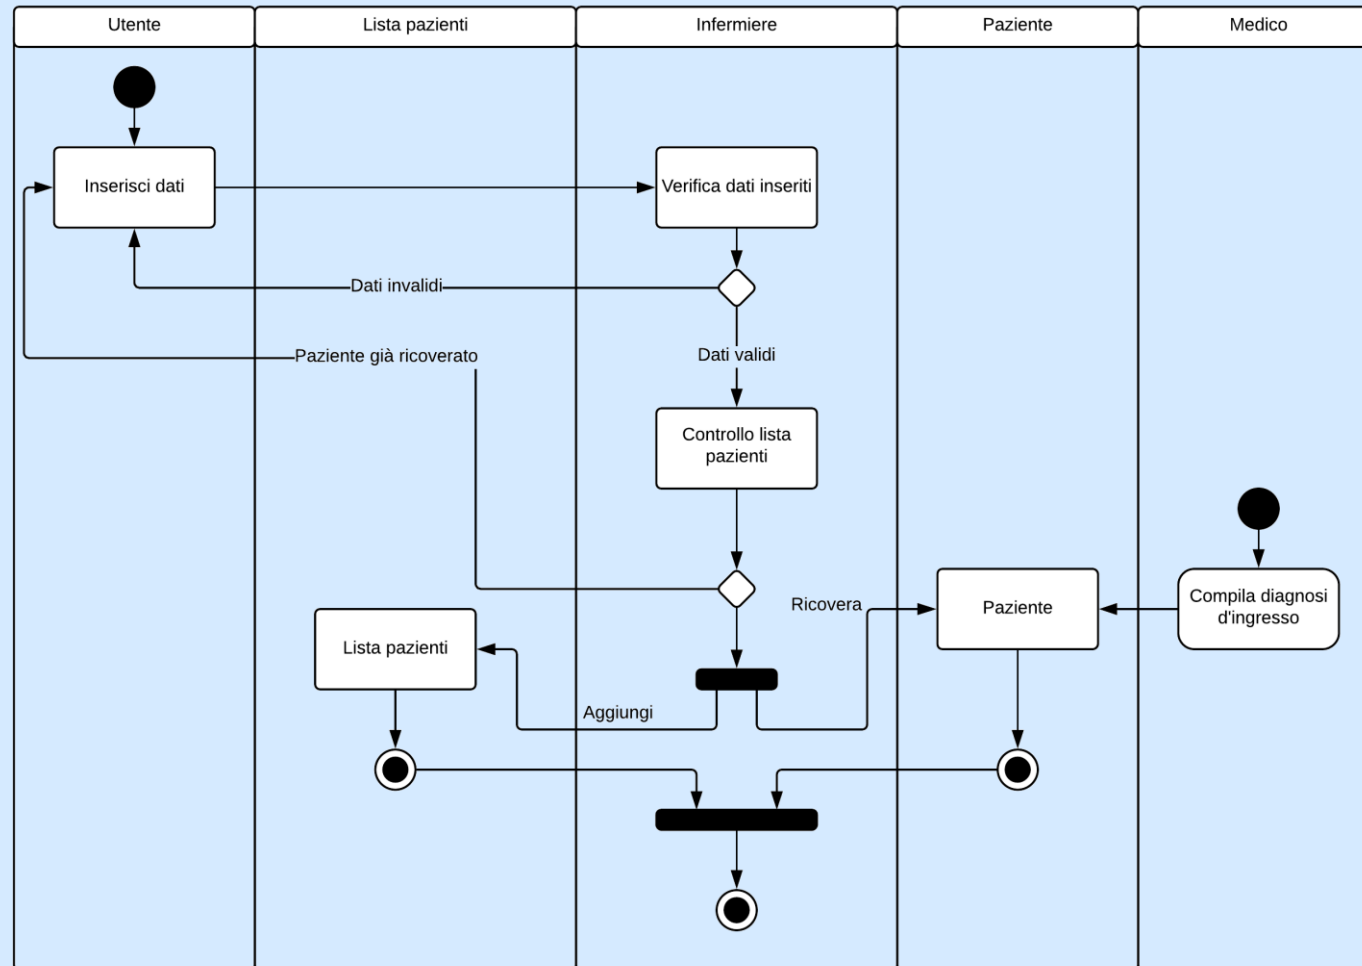 Utente
Lista pazienti
Infermiere
Paziente
Medico
Inserisci dati
Verifica dati inseriti
Dati invalidi
Paziente già ricoverato
Dati validi
Controllo lista
pazienti
Ricovera
Paziente
Compila diagnosi
d'ingresso
Lista pazienti
Aggiungi